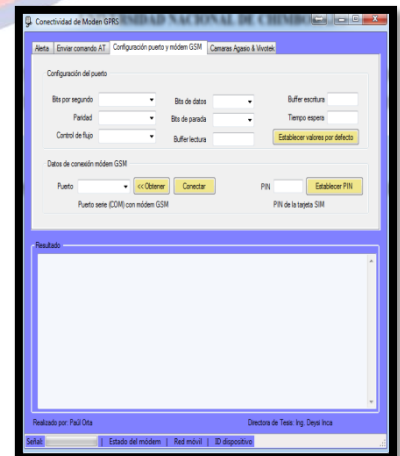 Conectividad de Moden GPRS
RSIDAD NACIONAL DE CHIMBO
Alerta Enviar comando AT Configuración puerto y módem GSM Camaras Agasio & Vivotek
Configuración del puerto
Bits por segundo Bits de datos Buffer escritura
Paridad Bits de parada Tiempo espera
Control de flujo Buffer lectura Establecer valores por defecto
Datos de conexión módem GSM
Puerto << Obtener Conectar PIN Establecer PIN
Puerto serie (COM) con módem GSM PIN de la tarjeta SIM
Resultado
Realizado por: Paúl Orta Directora de Tesis: Ing. Deysi Inca
Señal: | Estado del módem | Red móvil | ID dispositivo